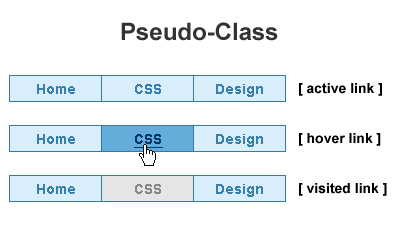 Pseudo-Class
Home CSS Design [ active link ]
Home CSS Design [ hover link ]
Home CSS Design [ visited link ]